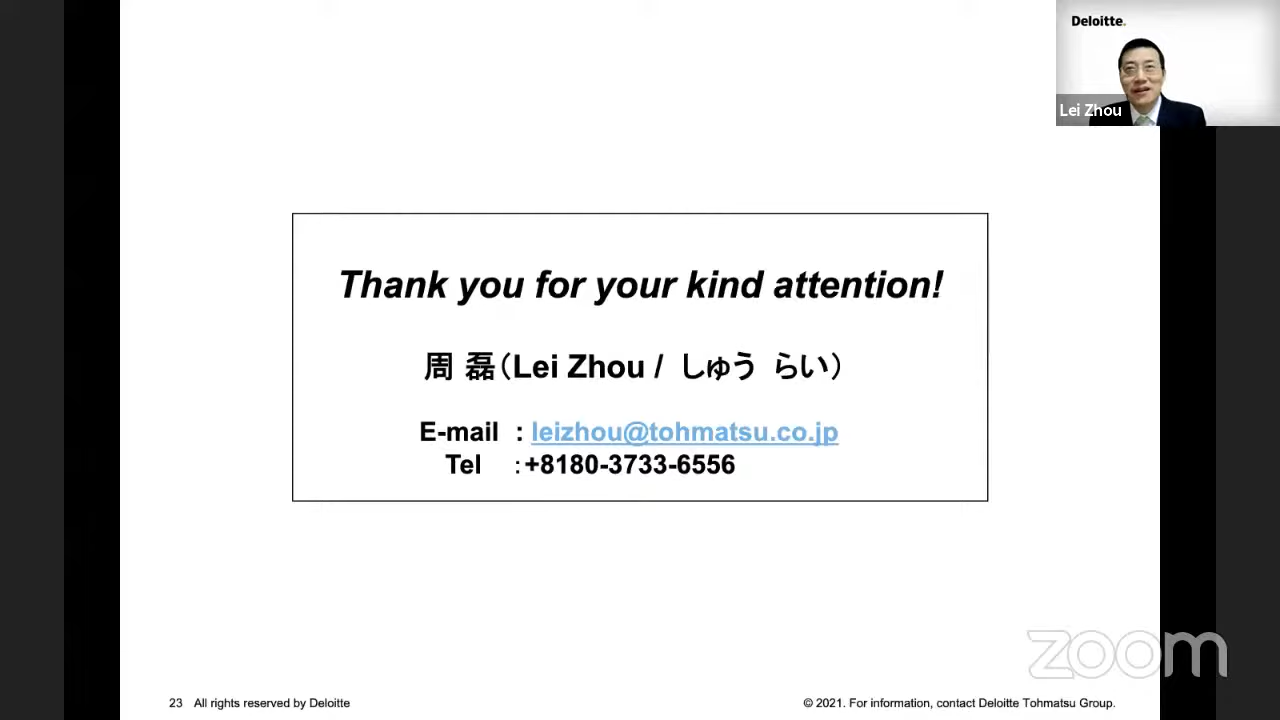 Deloitte.
Lei Zhou
Thank you for your kind attention!
周 磊（Lei Zhou / しゅう らい）
E-mail : leizhou@tohmatsu.co.jp
Tel :+8180-3733-6556
zoom
23 All rights reserved by Deloitte
© 2021. For information, contact Deloitte Tohmatsu Group.